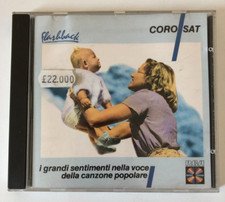 Flashback
CORO SAT
£22.000
i grandi sentimenti nella voce
della canzone popolare